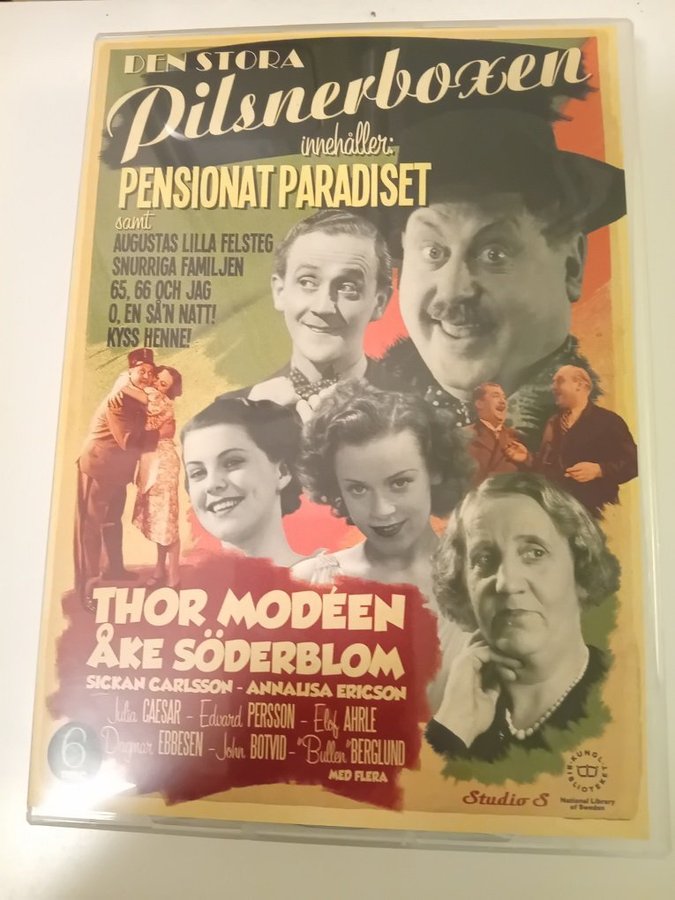 DEN STORA
Pilsnerboxen
innehåller:
PENSIONAT PARADISET
samt
AUGUSTAS LILLA FELSTEG
SNURRIGA FAMILJEN
65, 66 OCH JAG
O, EN SÅ'N NATT!
KYSS HENNE!
THOR MODÉEN
ÅKE SÖDERBLOM
SICKAN CARLSSON - ANNALISA ERICSON
Julia CAESAR - Edvard PERSSON - Elof AHRLE
Dagmar EBBESEN - John BOTVID - "Bullen" BERGLUND
MED FLERA
6
Studio S
KUNGL. BIBLIOTEKET
National Library
of Sweden